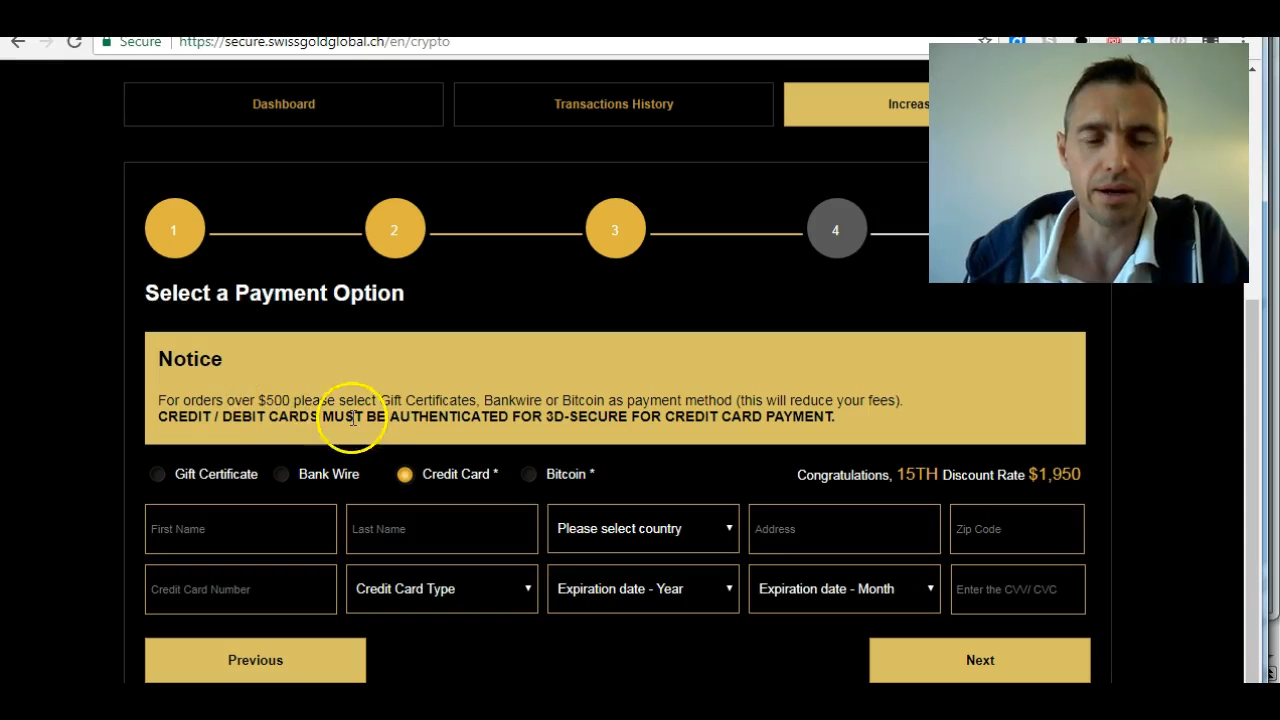 Secure https://secure.swissgoldglobal.ch/en/crypto
Dashboard Transactions History
1 2 3 4
Select a Payment Option
Notice
For orders over $500 please select Gift Certificates, Bankwire or Bitcoin as payment method (this will reduce your fees).
CREDIT / DEBIT CARDS MUST BE AUTHENTICATED FOR 3D-SECURE FOR CREDIT CARD PAYMENT.
Gift Certificate Bank Wire Credit Card * Bitcoin * Congratulations, 15TH Discount Rate $1,950
First Name Last Name Please select country Address Zip Code
Credit Card Number Credit Card Type Expiration date - Year Expiration date - Month Enter the CVV/ CVC
Previous Next